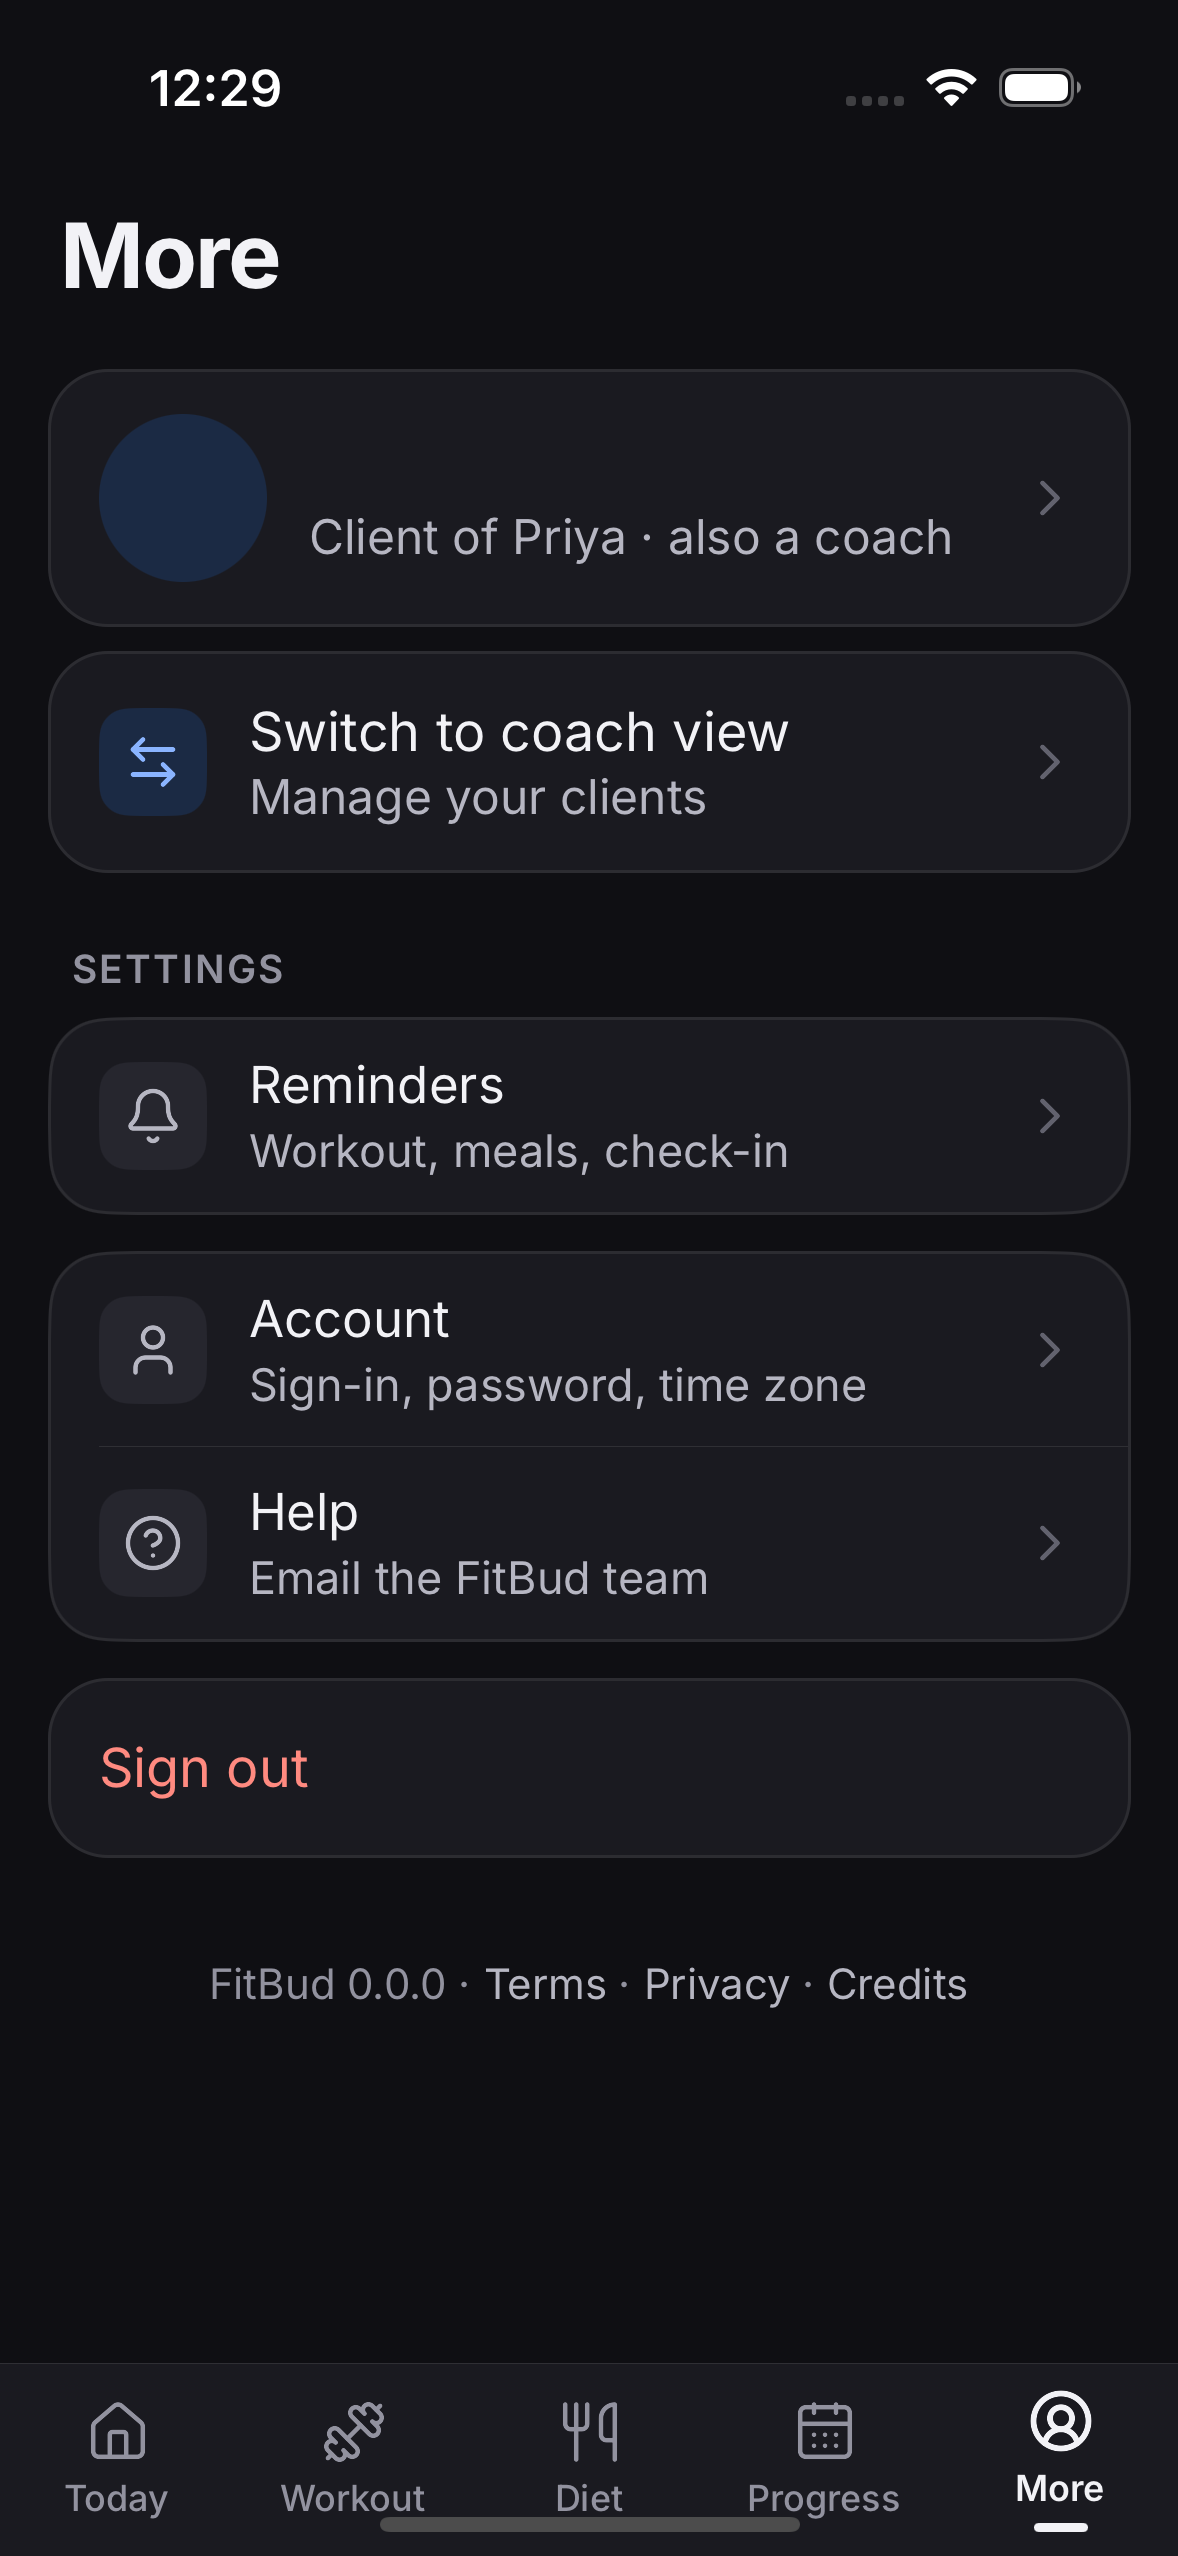 12:29
More
Client of Priya · also a coach
Switch to coach view
Manage your clients
SETTINGS
Reminders
Workout, meals, check-in
Account
Sign-in, password, time zone
Help
Email the FitBud team
Sign out
FitBud 0.0.0 · Terms · Privacy · Credits
Today
Workout
Diet
Progress
More